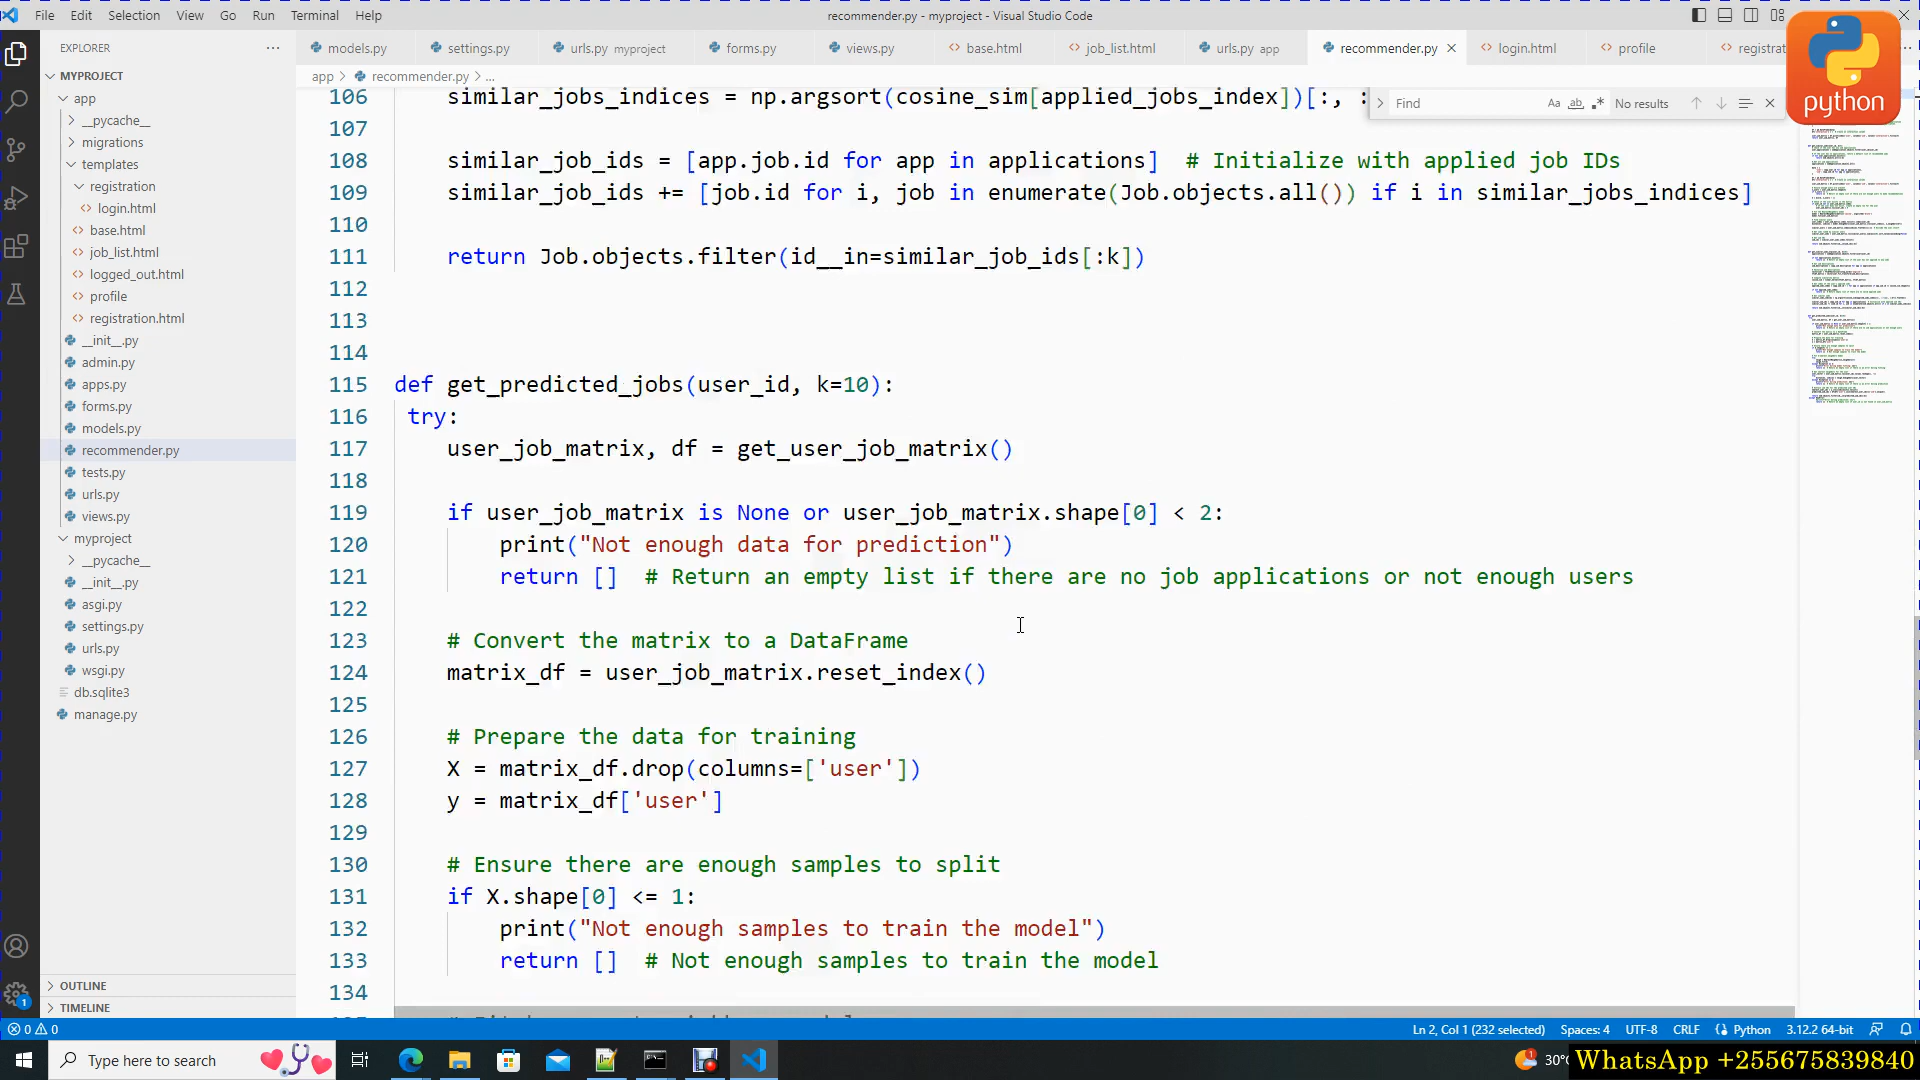 File Edit Selection View Go Run Terminal Help
recommender.py - myproject - Visual Studio Code
EXPLORER
models.py
settings.py
urls.py myproject
forms.py
views.py
base.html
job_list.html
urls.py app
recommender.py
login.html
profile
registrat
python
MYPROJECT
app > recommender.py > ...
Find
Aa
ab
No results
app
__pycache__
migrations
templates
registration
login.html
base.html
job_list.html
logged_out.html
profile
registration.html
__init__.py
admin.py
apps.py
forms.py
models.py
recommender.py
tests.py
urls.py
views.py
myproject
__pycache__
__init__.py
asgi.py
settings.py
urls.py
wsgi.py
db.sqlite3
manage.py
OUTLINE
TIMELINE
106 similar_jobs_indices = np.argsort(cosine_sim[applied_jobs_index])[:, :
107
108 similar_job_ids = [app.job.id for app in applications]  # Initialize with applied job IDs
109 similar_job_ids += [job.id for i, job in enumerate(Job.objects.all()) if i in similar_jobs_indices]
110
111 return Job.objects.filter(id__in=similar_job_ids[:k])
112
113
114
115 def get_predicted_jobs(user_id, k=10):
116 try:
117 user_job_matrix, df = get_user_job_matrix()
118
119 if user_job_matrix is None or user_job_matrix.shape[0] < 2:
120 print("Not enough data for prediction")
121 return []  # Return an empty list if there are no job applications or not enough users
122
123 # Convert the matrix to a DataFrame
124 matrix_df = user_job_matrix.reset_index()
125
126 # Prepare the data for training
127 X = matrix_df.drop(columns=['user'])
128 y = matrix_df['user']
129
130 # Ensure there are enough samples to split
131 if X.shape[0] <= 1:
132 print("Not enough samples to train the model")
133 return []  # Not enough samples to train the model
134
1
0 0
Ln 2, Col 1 (232 selected)
Spaces: 4
UTF-8
CRLF
Python
3.12.2 64-bit
Type here to search
30°
WhatsApp +255675839840